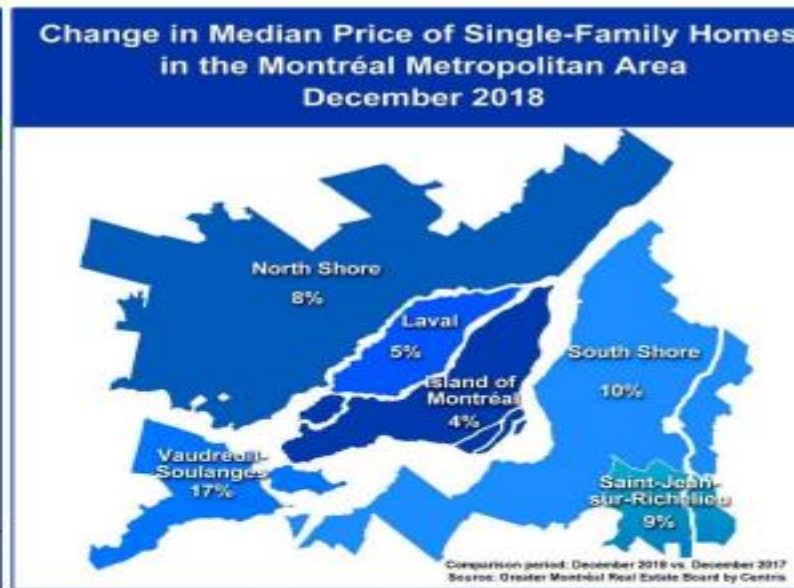 Change in Median Price of Single-Family Homes
in the Montréal Metropolitan Area
December 2018
North Shore
8%
Laval
5%
Island of
Montréal
4%
South Shore
10%
Vaudreuil-
Soulanges
17%
Saint-Jean-
sur-Richelieu
9%
Comparison period: December 2018 vs. December 2017
Source: Greater Montréal Real Estate Board by Centris